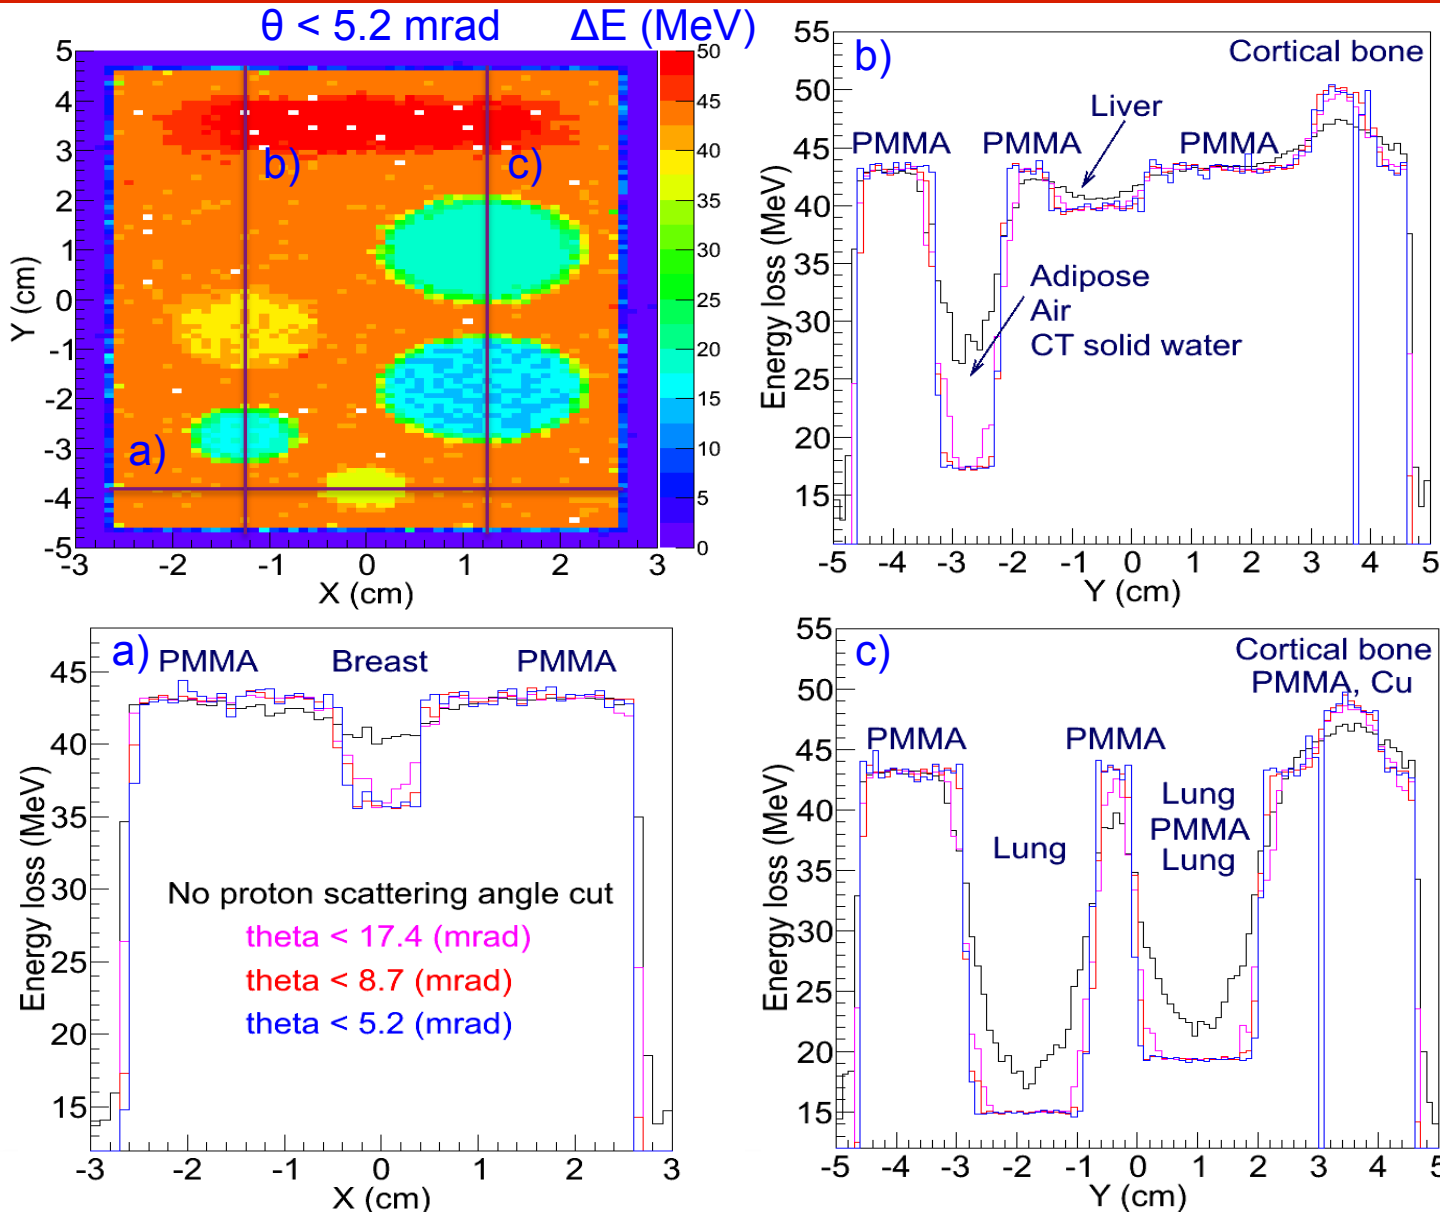 θ < 5.2 mrad ΔE (MeV)
5
4
3
2
1
0
-1
-2
-3
-4
-5
Y (cm)
b)
c)
a)
-3 -2 -1 0 1 2 3
X (cm)
50
45
40
35
30
25
20
15
10
5
0
b)
Cortical bone
Liver
PMMA PMMA PMMA
Adipose
Air
CT solid water
55
50
45
40
35
30
25
20
15
Energy loss (MeV)
-5 -4 -3 -2 -1 0 1 2 3 4 5
Y (cm)
a)
PMMA Breast PMMA
45
40
35
30
25
20
15
Energy loss (MeV)
No proton scattering angle cut
theta < 17.4 (mrad)
theta < 8.7 (mrad)
theta < 5.2 (mrad)
-3 -2 -1 0 1 2 3
X (cm)
c)
Cortical bone
PMMA, Cu
PMMA PMMA
Lung
Lung
PMMA
Lung
55
50
45
40
35
30
25
20
15
Energy loss (MeV)
-5 -4 -3 -2 -1 0 1 2 3 4 5
Y (cm)